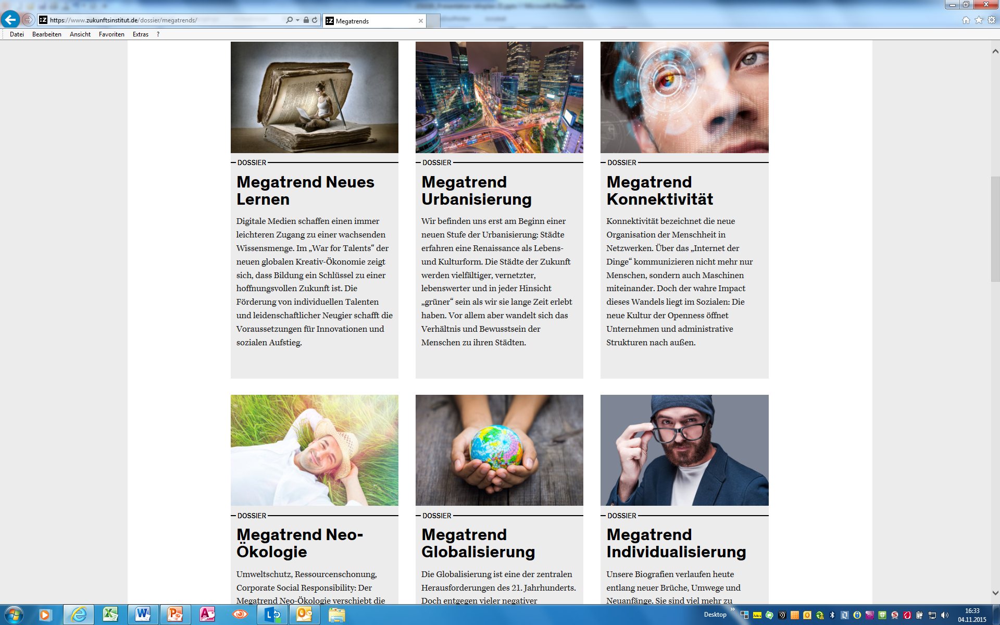 https://www.zukunftsinstitut.de/dossier/megatrends/
Megatrends
Datei Bearbeiten Ansicht Favoriten Extras ?
DOSSIER
Megatrend Neues
Lernen
Digitale Medien schaffen einen immer
leichteren Zugang zu einer wachsenden
Wissensmenge. Im „War for Talents“ der
neuen globalen Kreativ-Ökonomie zeigt
sich, dass Bildung ein Schlüssel zu einer
hoffnungsvollen Zukunft ist. Die
Förderung von individuellen Talenten
und leidenschaftlicher Neugier schafft die
Voraussetzungen für Innovationen und
sozialen Aufstieg.
DOSSIER
Megatrend
Urbanisierung
Wir befinden uns erst am Beginn einer
neuen Stufe der Urbanisierung: Städte
erfahren eine Renaissance als Lebens-
und Kulturform. Die Städte der Zukunft
werden vielfältiger, vernetzter,
lebenswerter und in jeder Hinsicht
„grüner“ sein als wir sie lange Zeit erlebt
haben. Vor allem aber wandelt sich das
Verhältnis und Bewusstsein der
Menschen zu ihren Städten.
DOSSIER
Megatrend
Konnektivität
Konnektivität bezeichnet die neue
Organisation der Menschheit in
Netzwerken. Über das „Internet der
Dinge“ kommunizieren nicht mehr nur
Menschen, sondern auch Maschinen
miteinander. Doch der wahre Impact
dieses Wandels liegt im Sozialen: Die
neue Kultur der Openness öffnet
Unternehmen und administrative
Strukturen nach außen.
DOSSIER
Megatrend Neo-
Ökologie
Umweltschutz, Ressourcenschonung,
Corporate Social Responsibility: Der
Megatrend Neo-Ökologie verschiebt die
DOSSIER
Megatrend
Globalisierung
Die Globalisierung ist eine der zentralen
Herausforderungen des 21. Jahrhunderts.
Doch entgegen vieler negativer
DOSSIER
Megatrend
Individualisierung
Unsere Biografien verlaufen heute
entlang neuer Brüche, Umwege und
Neuanfänge. Sie sind viel mehr zu
Desktop
16:33
04.11.2015